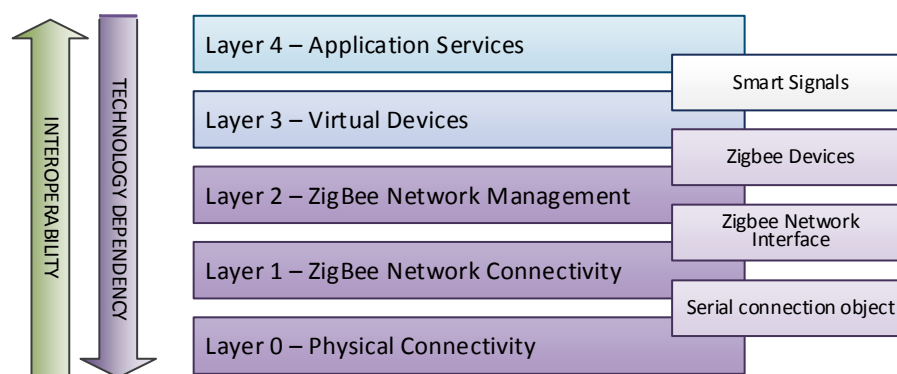 INTEROPERABILITY
TECHNOLOGY DEPENDENCY
Layer 4 – Application Services
Smart Signals
Layer 3 – Virtual Devices
Zigbee Devices
Layer 2 – ZigBee Network Management
Zigbee Network
Interface
Layer 1 – ZigBee Network Connectivity
Serial connection object
Layer 0 – Physical Connectivity